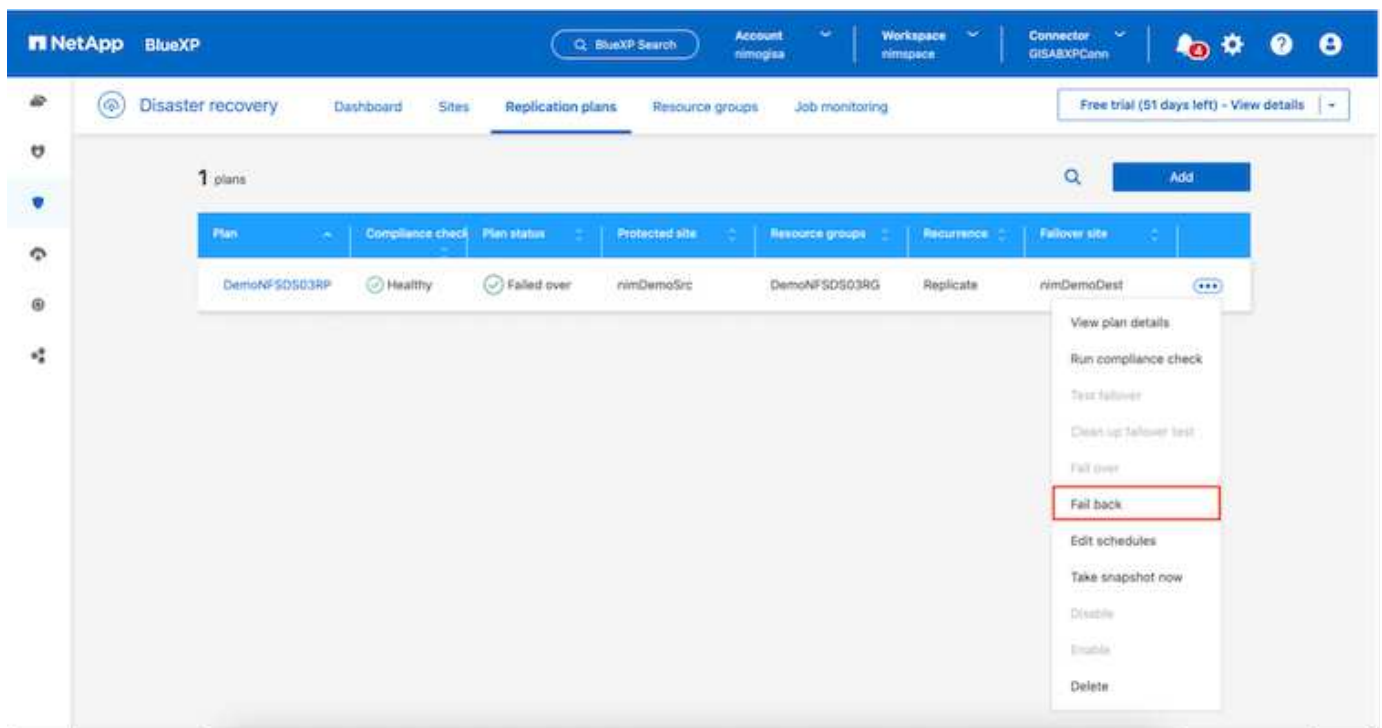 NetApp BlueXP
BlueXP Search
Account
nimogisa
Workspace
nimspace
Connector
GISABXPConn
4
Disaster recovery
Dashboard
Sites
Replication plans
Resource groups
Job monitoring
Free trial (51 days left) - View details
1 plans
Add
Plan
Compliance check
Plan status
Protected site
Resource groups
Recurrence
Failover site
DemoNFSDS03RP
Healthy
Failed over
nimDemoSrc
DemoNFSDS03RG
Replicate
nimDemoDest
View plan details
Run compliance check
Test failover
Clean up failover test
Fail over
Fail back
Edit schedules
Take snapshot now
Disable
Enable
Delete